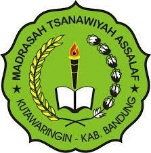 MADRASAH TSANAWIYAH ASSALAF
KUTAWARINGIN - KAB. BANDUNG